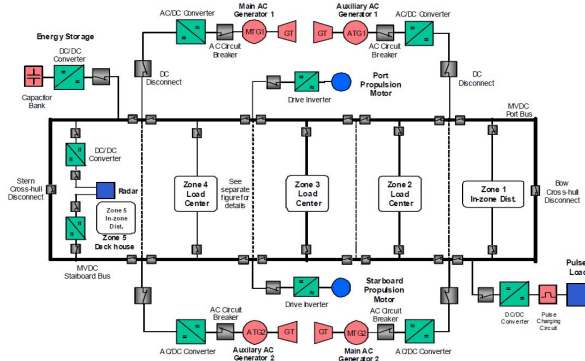 Main AC
Generator 1
Auxiliary AC
Generator 1
AC/DC Converter
AC/DC Converter
MTG1
GT
GT
ATG1
Energy Storage
DC/DC
Converter
AC Circuit
Breaker
AC Circuit
Breaker
Capacitor
Bank
DC
Disconnect
DC
Disconnect
Port
Propulsion
Motor
Drive Inverter
MVDC
Port Bus
DC/DC
Converter
Stern
Cross-hull
Disconnect
Radar
Zone 5
In-zone
Dist.
Zone 5
Deckhouse
Zone 4
Load
Center
See
separate
figure for
details
Zone 3
Load
Center
Zone 2
Load
Center
Zone 1
In-zone Dist.
Bow
Cross-hull
Disconnect
MVDC
Starboard Bus
Starboard
Propulsion
Motor
Drive Inverter
Pulse
Load
DC/DC
Converter
Pulse
Charging
Circuit
AC Circuit
Breaker
AC Circuit
Breaker
ATG2
GT
GT
MTG2
AC/DC Converter
Auxilary AC
Generator 2
Main AC
Generator 2
AC/DC Converter